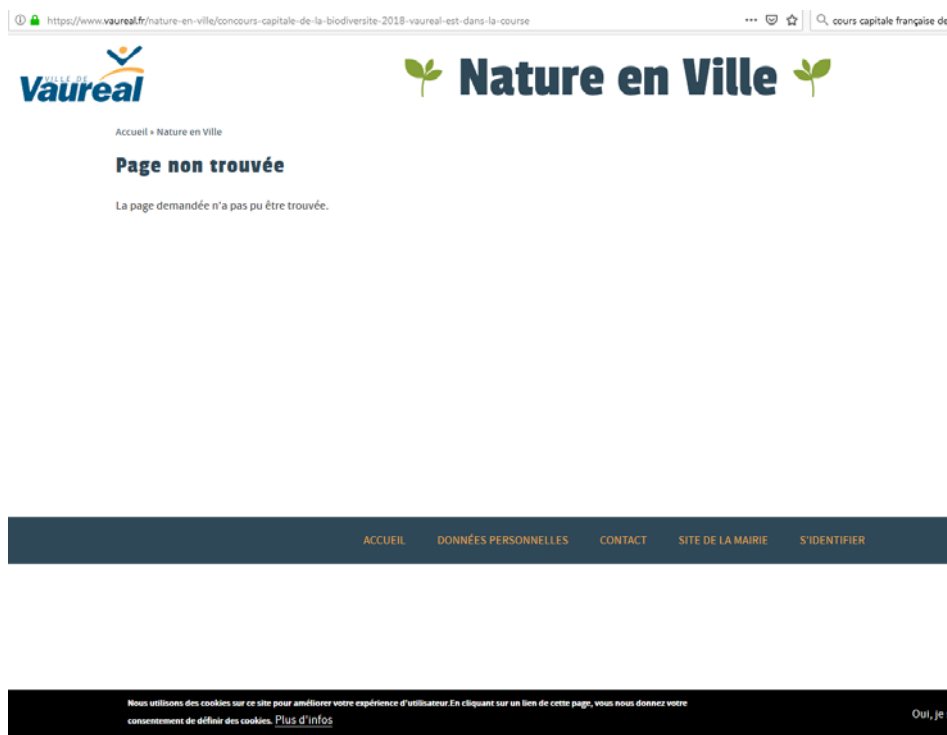 https://www.vaureal.fr/nature-en-ville/concours-capitale-de-la-biodiversite-2018-vaureal-est-dans-la-course
cours capitale française de
VILLE DE
Vauréal
Nature en Ville
Accueil » Nature en Ville
Page non trouvée
La page demandée n'a pas pu être trouvée.
ACCUEIL DONNÉES PERSONNELLES CONTACT SITE DE LA MAIRIE S'IDENTIFIER
Nous utilisons des cookies sur ce site pour améliorer votre expérience d'utilisateur.En cliquant sur un lien de cette page, vous nous donnez votre
consentement de définir des cookies. Plus d'infos
Oui, je